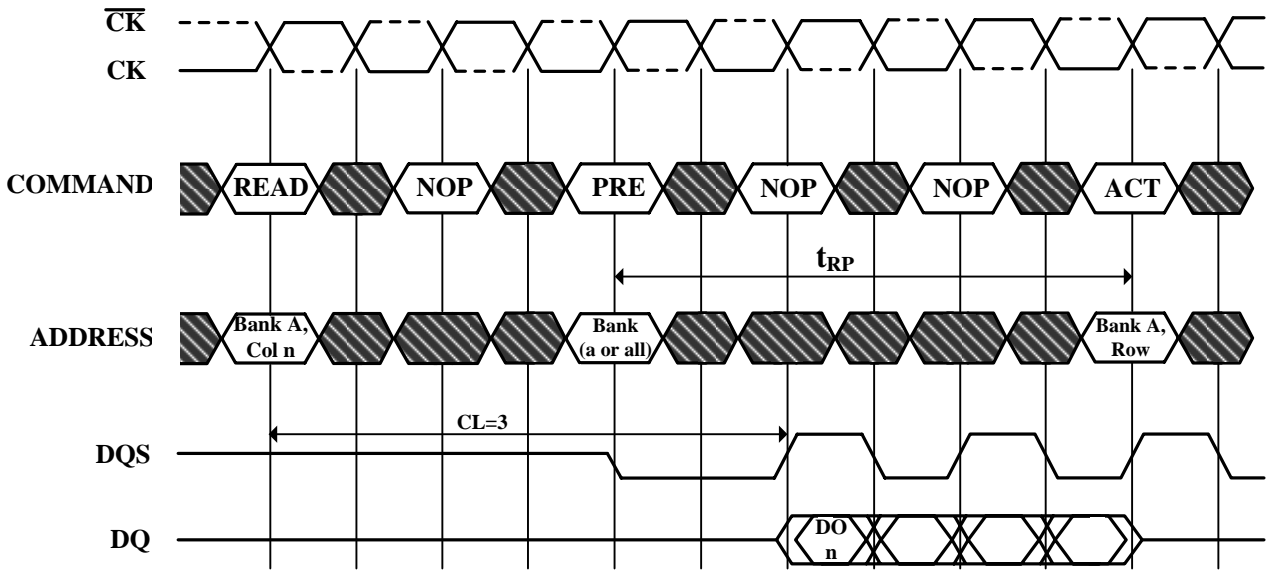 CK
CK
COMMAND
READ NOP PRE NOP NOP ACT
tRP
ADDRESS
Bank A,
Col n
Bank
(a or all)
Bank A,
Row
CL=3
DQS
DQ
DO
n